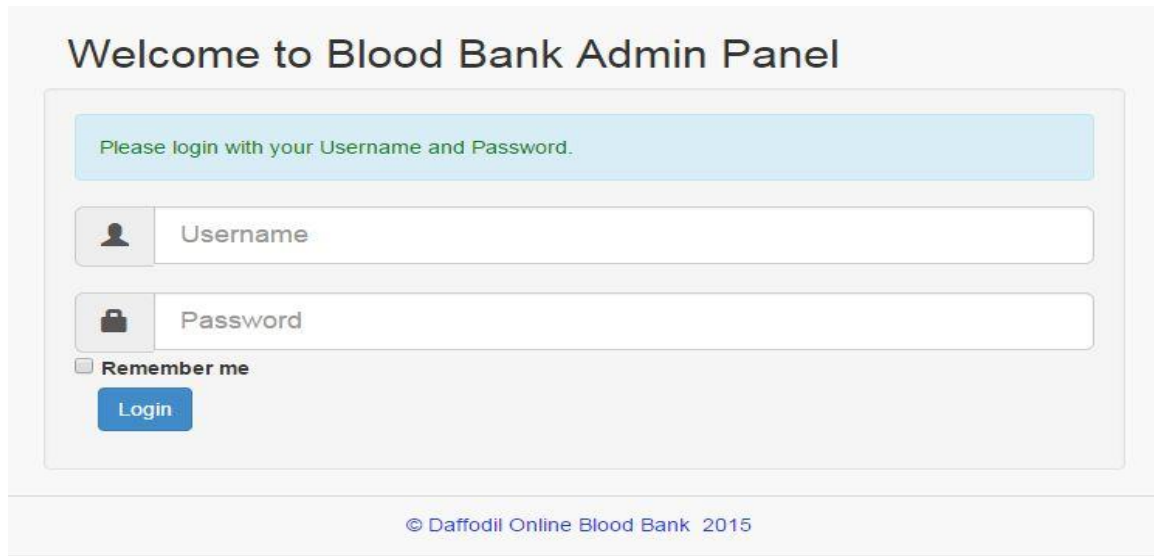 Welcome to Blood Bank Admin Panel
Please login with your Username and Password.
Username
Password
Remember me
Login
© Daffodil Online Blood Bank 2015